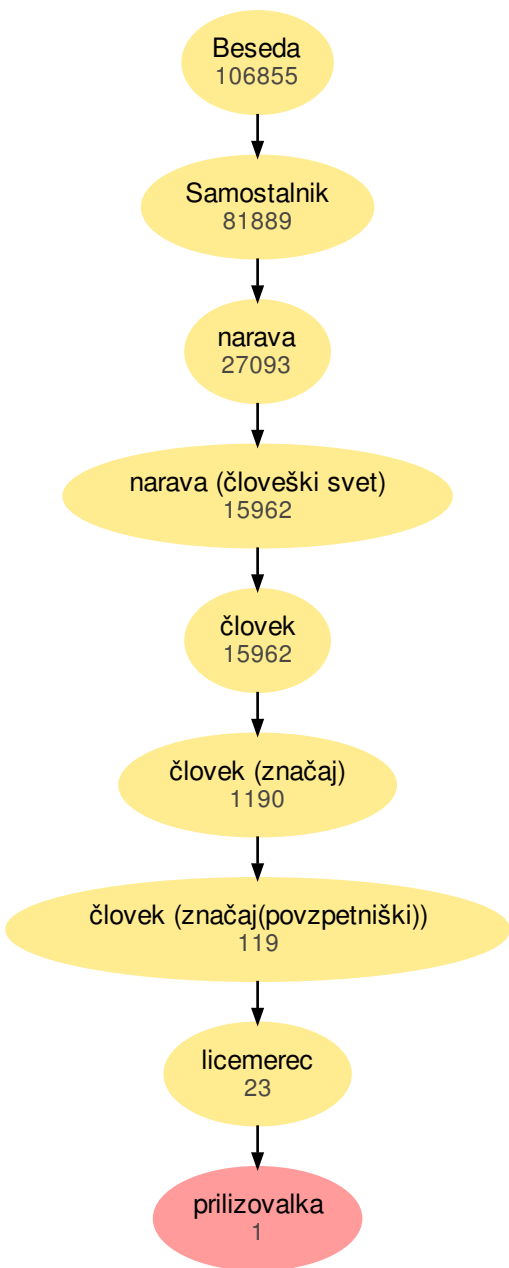 Beseda
106855
Samostalnik
81889
narava
27093
narava (človeški svet)
15962
človek
15962
človek (značaj)
1190
človek (značaj(povzpetniški))
119
licemerec
23
prilizovalka
1